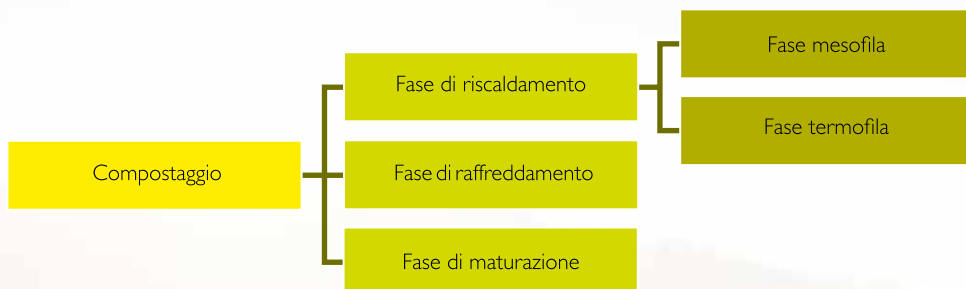 Compostaggio
Fase di riscaldamento
Fase di raffreddamento
Fase di maturazione
Fase mesofila
Fase termofila